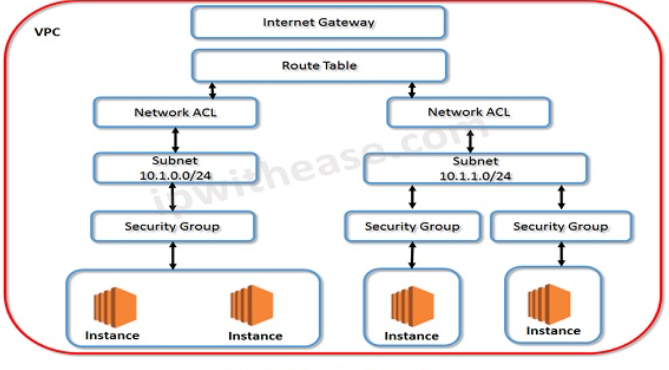 VPC
Internet Gateway
Route Table
Network ACL
Network ACL
Subnet
10.1.0.0/24
Subnet
10.1.1.0/24
ipwithease.com
Security Group
Security Group
Security Group
Instance
Instance
Instance
Instance